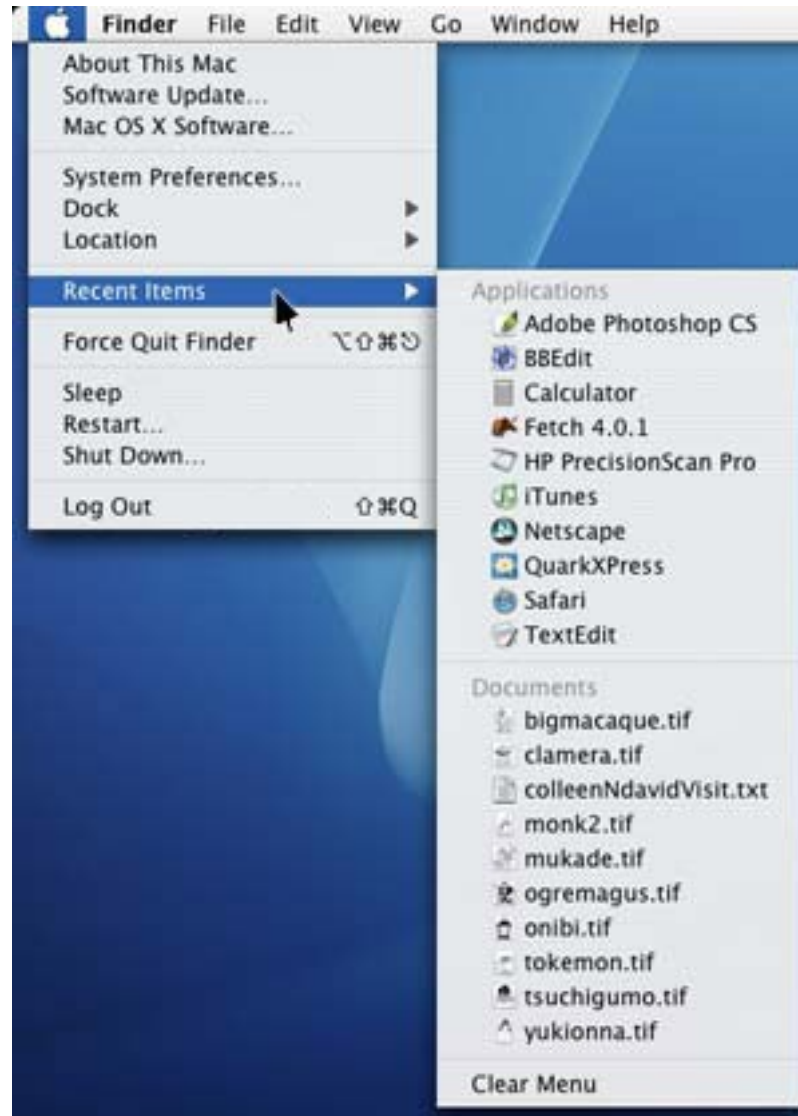 Finder File Edit View Go Window Help
About This Mac
Software Update...
Mac OS X Software...
System Preferences...
Dock
Location
Recent Items
Force Quit Finder ⌥⇧⌘⎋
Sleep
Restart...
Shut Down...
Log Out ⇧⌘Q
Applications
Adobe Photoshop CS
BBEdit
Calculator
Fetch 4.0.1
HP PrecisionScan Pro
iTunes
Netscape
QuarkXPress
Safari
TextEdit
Documents
bigmacaque.tif
clamera.tif
colleenNdavidVisit.txt
monk2.tif
mukade.tif
ogremagus.tif
onibi.tif
tokemon.tif
tsuchigumo.tif
yukionna.tif
Clear Menu